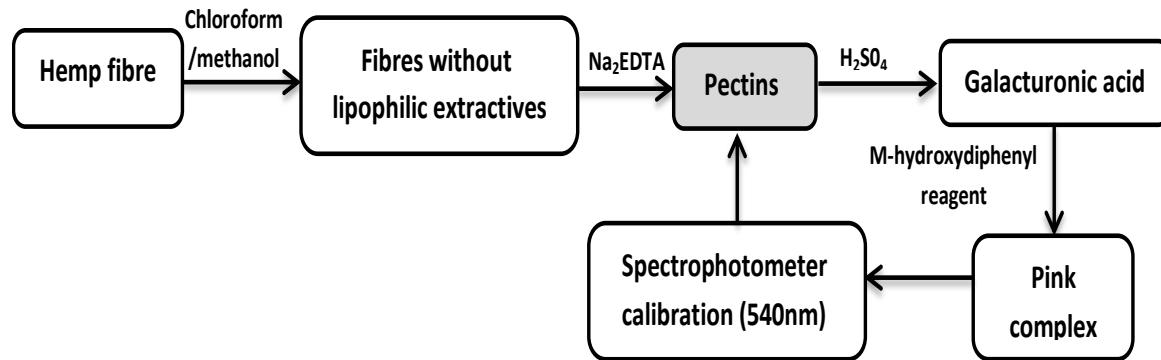 Hemp fibre
Chloroform
/methanol
Fibres without
lipophilic extractives
Na₂EDTA
Pectins
H₂S0₄
Galacturonic acid
M-hydroxydiphenyl
reagent
Pink
complex
Spectrophotometer
calibration (540nm)